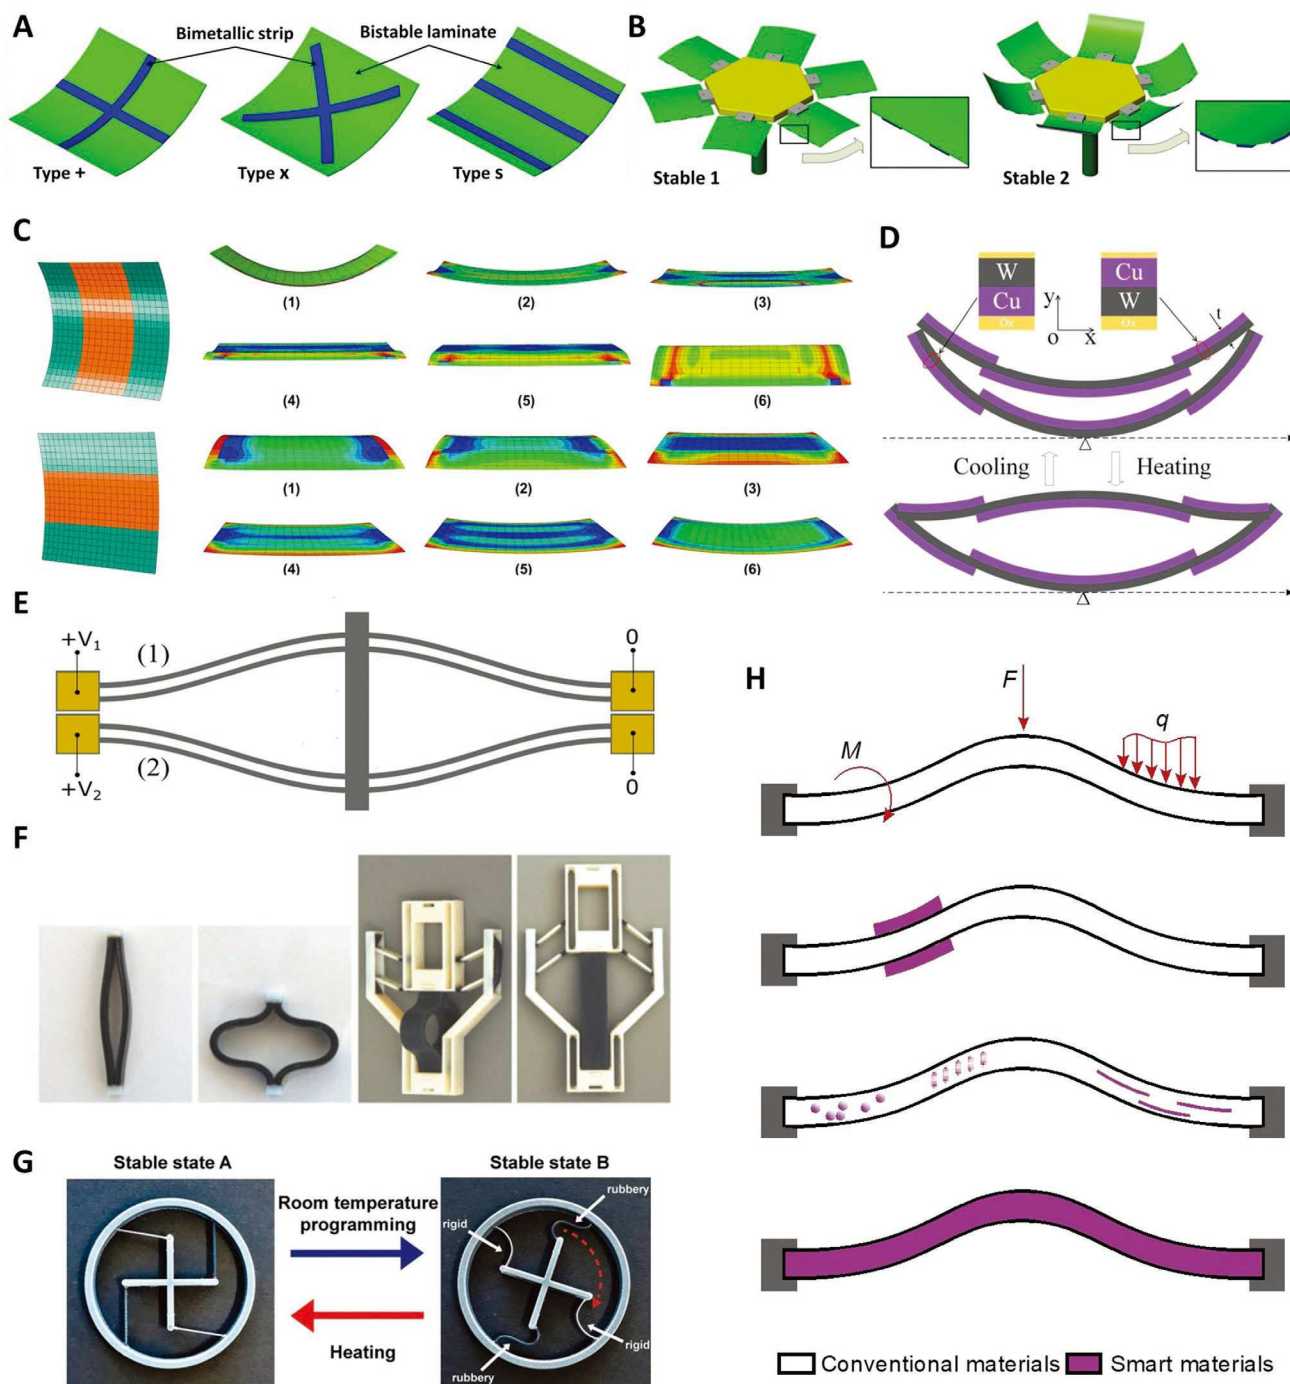 A
Bimetallic strip
Bistable laminate
Type +
Type x
Type s
B
Stable 1
Stable 2
C
(1)
(2)
(3)
(4)
(5)
(6)
(1)
(2)
(3)
(4)
(5)
(6)
D
W
Cu
Ox
Cu
W
Ox
y
o
x
t
Cooling
Heating
E
+V₁
(1)
0
+V₂
(2)
0
F
G
Stable state A
Stable state B
Room temperature
programming
Heating
rubbery
rigid
rubbery
rigid
H
F
M
q
Conventional materials
Smart materials